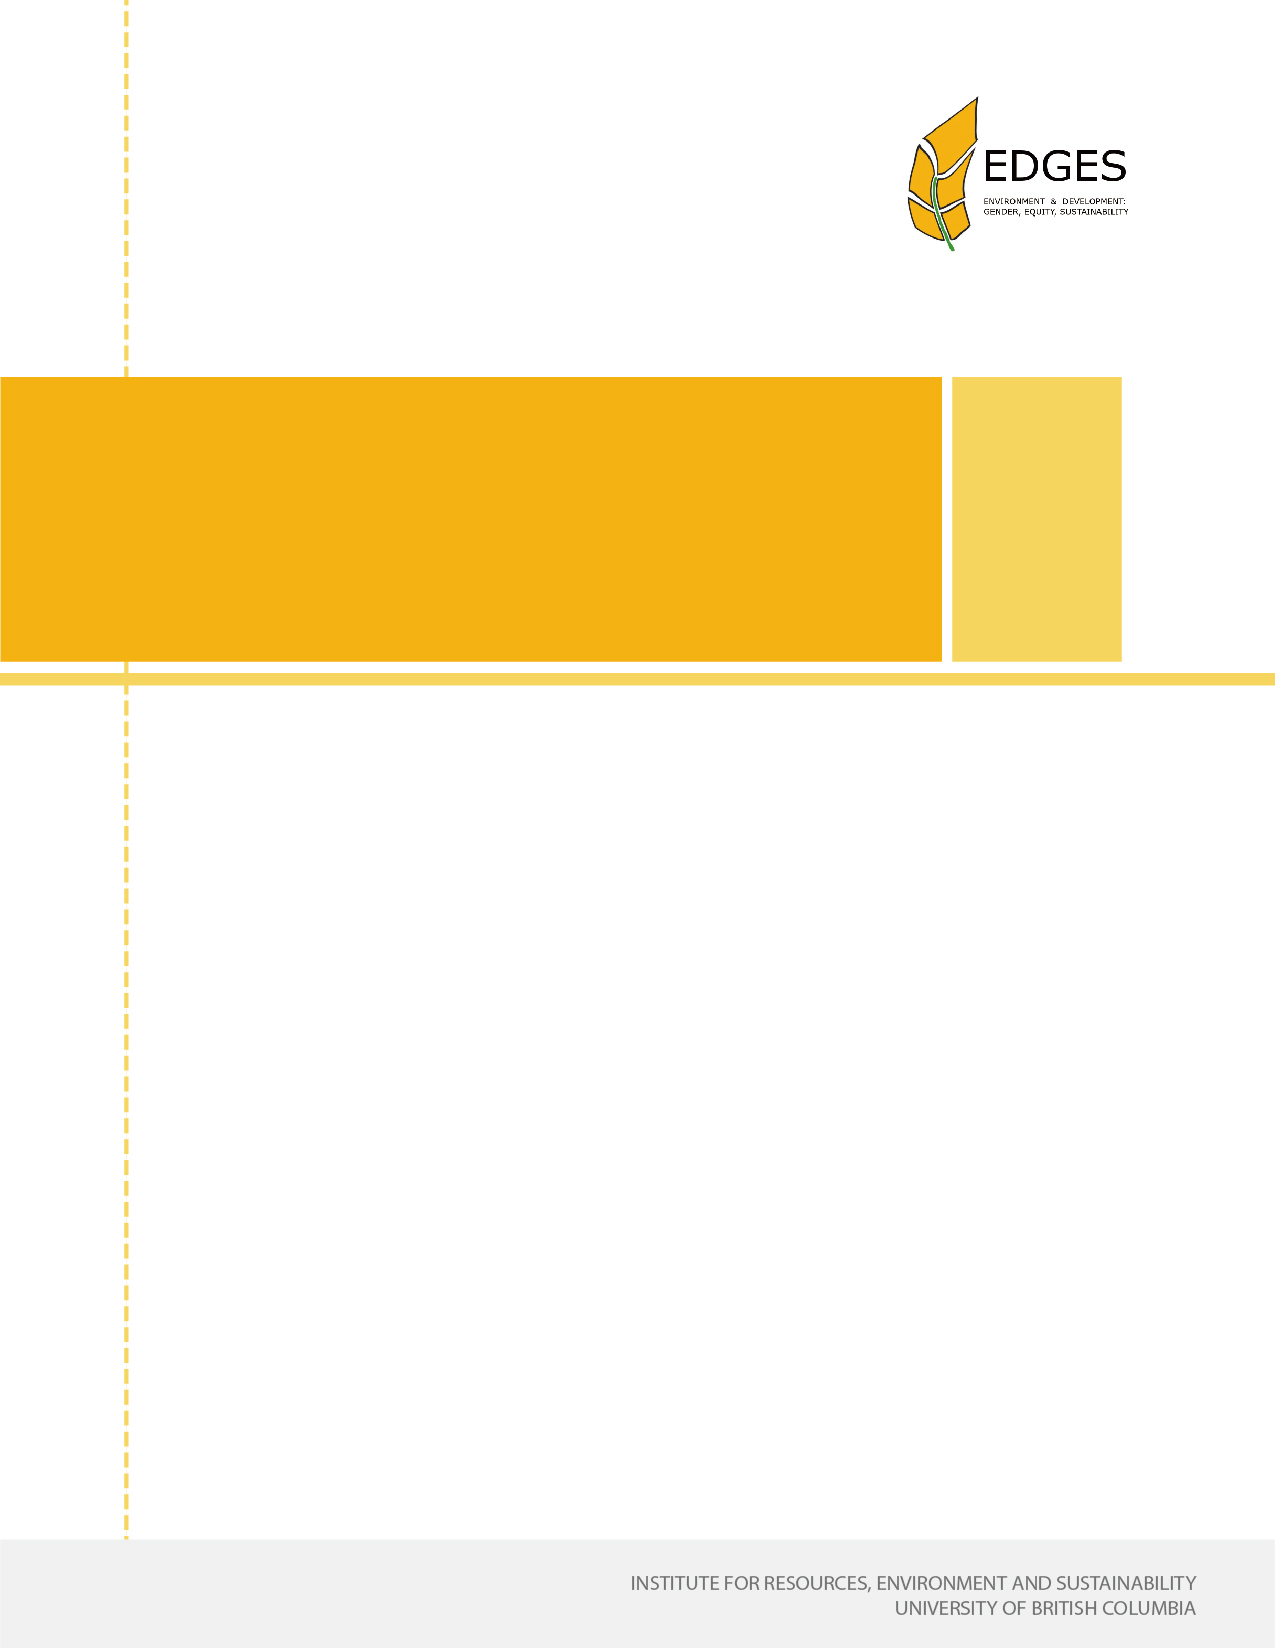 EDGES
ENVIRONMENT & DEVELOPMENT:
GENDER, EQUITY, SUSTAINABILITY
INSTITUTE FOR RESOURCES, ENVIRONMENT AND SUSTAINABILITY
UNIVERSITY OF BRITISH COLUMBIA